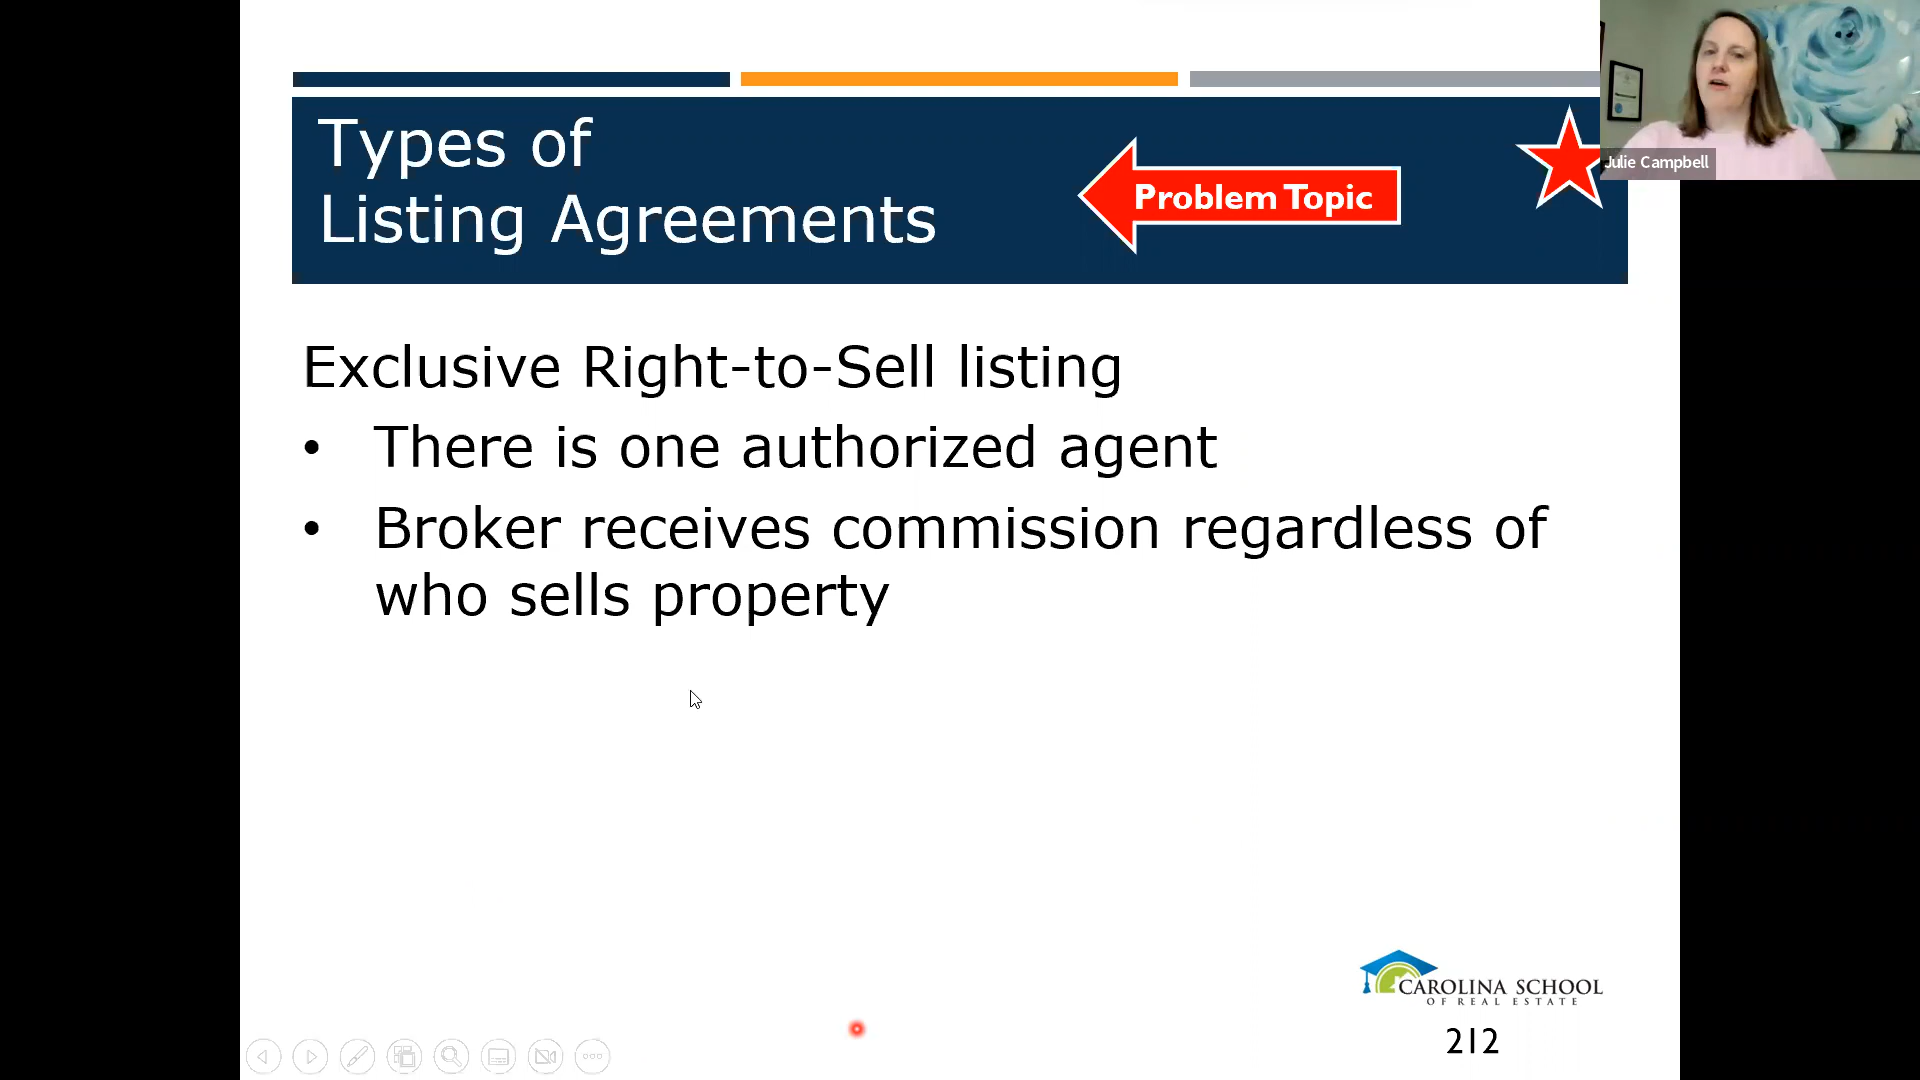 Types of
Listing Agreements
Problem Topic
Julie Campbell
Exclusive Right-to-Sell listing
• There is one authorized agent
• Broker receives commission regardless of
who sells property
CAROLINA SCHOOL
OF REAL ESTATE
212